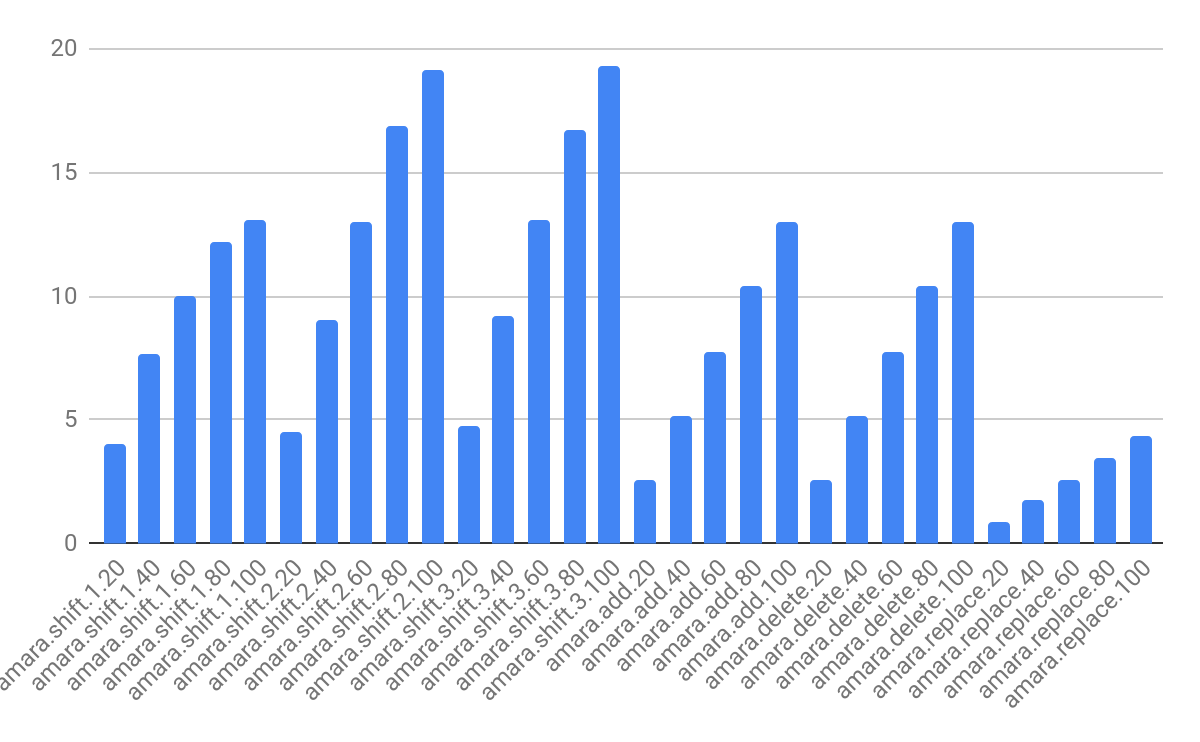 20
15
10
5
0
amara.shift.1.20
amara.shift.1.40
amara.shift.1.60
amara.shift.1.80
amara.shift.1.100
amara.shift.2.20
amara.shift.2.40
amara.shift.2.60
amara.shift.2.80
amara.shift.2.100
amara.shift.3.20
amara.shift.3.40
amara.shift.3.60
amara.shift.3.80
amara.shift.3.100
amara.add.20
amara.add.40
amara.add.60
amara.add.80
amara.add.100
amara.delete.20
amara.delete.40
amara.delete.60
amara.delete.80
amara.delete.100
amara.replace.20
amara.replace.40
amara.replace.60
amara.replace.80
amara.replace.100